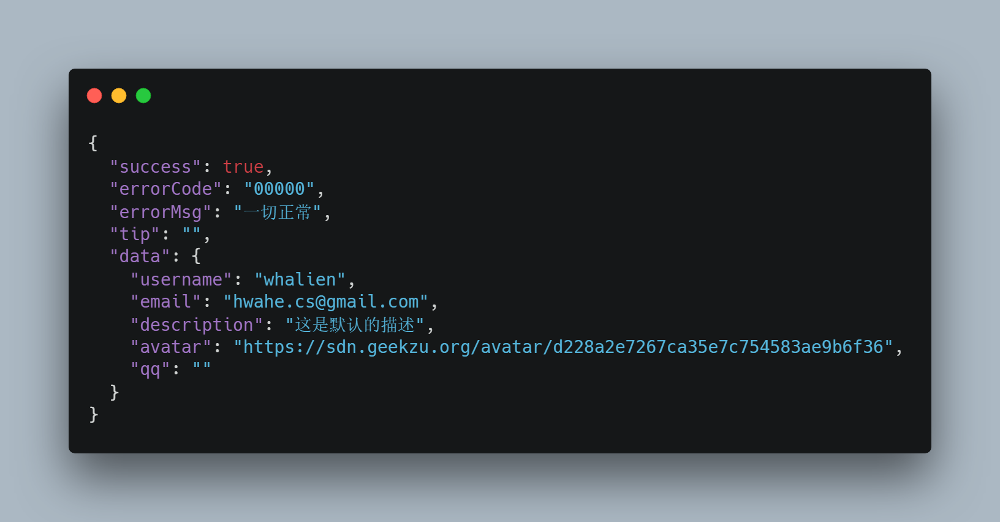 {
  "success": true,
  "errorCode": "00000",
  "errorMsg": "一切正常",
  "tip": "",
  "data": {
    "username": "whalien",
    "email": "hwahe.cs@gmail.com",
    "description": "这是默认的描述",
    "avatar": "https://sdn.geekzu.org/avatar/d228a2e7267ca35e7c754583ae9b6f36",
    "qq": ""
  }
}